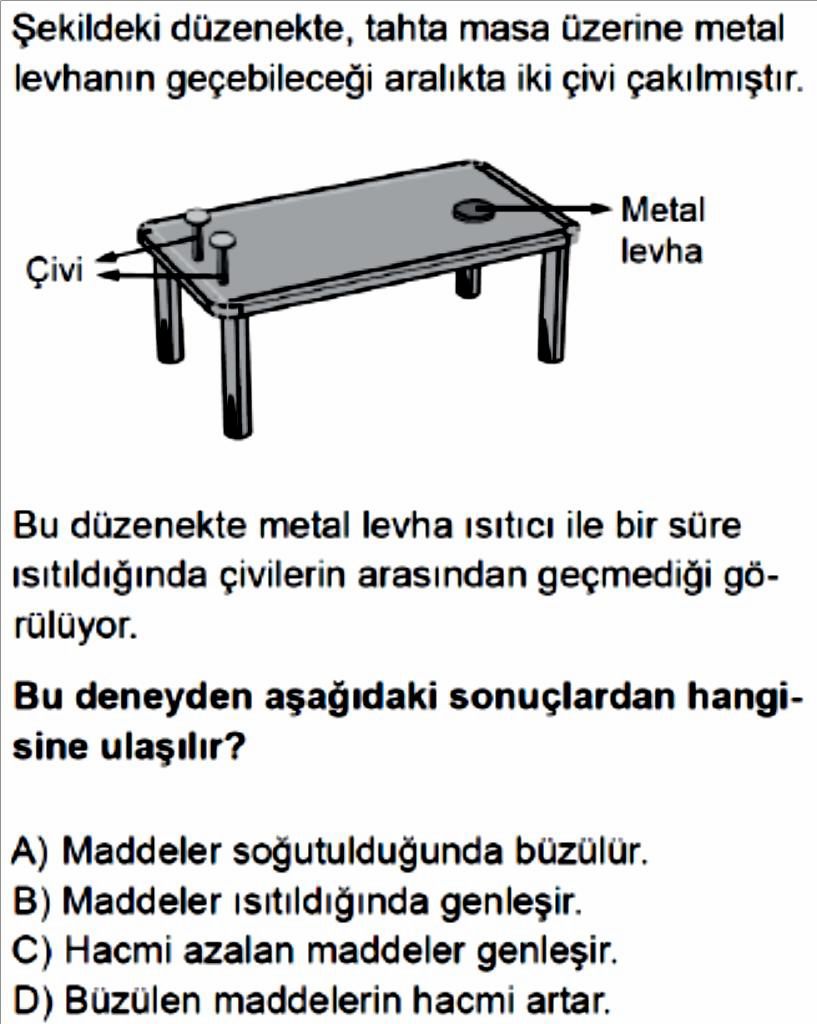 Şekildeki düzenekte, tahta masa üzerine metal
levhanın geçebileceği aralıkta iki çivi çakılmıştır.
Metal
levha
Çivi
Bu düzenekte metal levha ısıtıcı ile bir süre
ısıtıldığında çivilerin arasından geçmediği gö-
rülüyor.
Bu deneyden aşağıdaki sonuçlardan hangi-
sine ulaşılır?
A) Maddeler soğutulduğunda büzülür.
B) Maddeler ısıtıldığında genleşir.
C) Hacmi azalan maddeler genleşir.
D) Büzülen maddelerin hacmi artar.